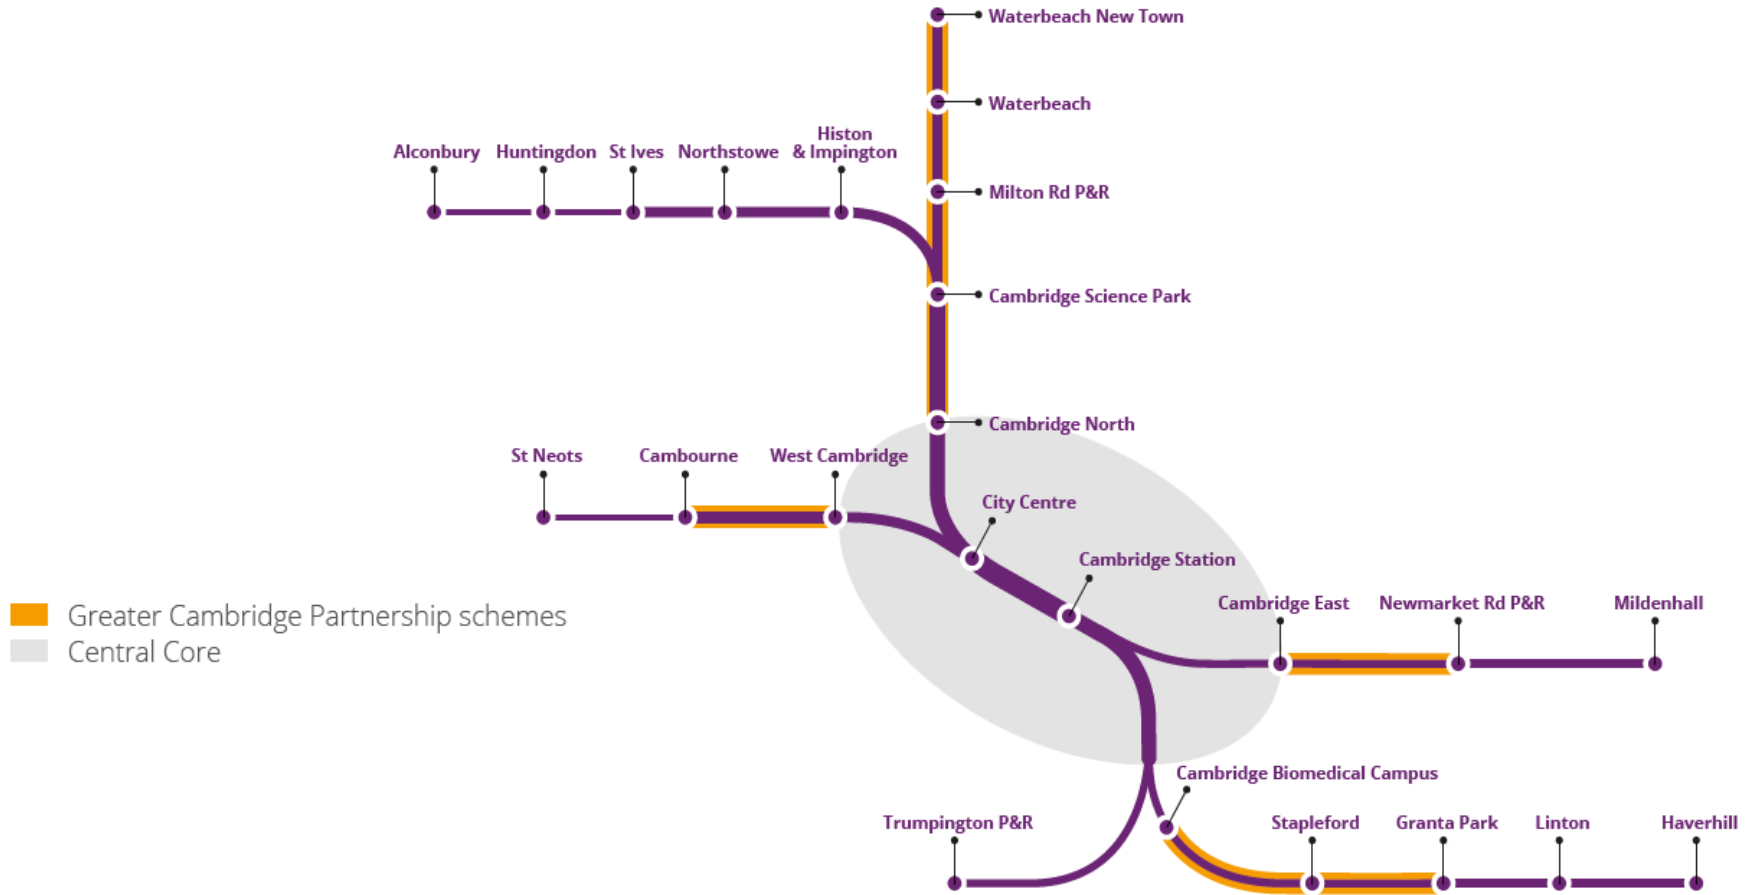 Waterbeach New Town
Waterbeach
Histon
Alconbury Huntingdon St Ives Northstowe & Impington
Milton Rd P&R
Cambridge Science Park
Cambridge North
St Neots Cambourne West Cambridge
City Centre
Cambridge Station
Cambridge East Newmarket Rd P&R Mildenhall
Greater Cambridge Partnership schemes
Central Core
Cambridge Biomedical Campus
Trumpington P&R Stapleford Granta Park Linton Haverhill